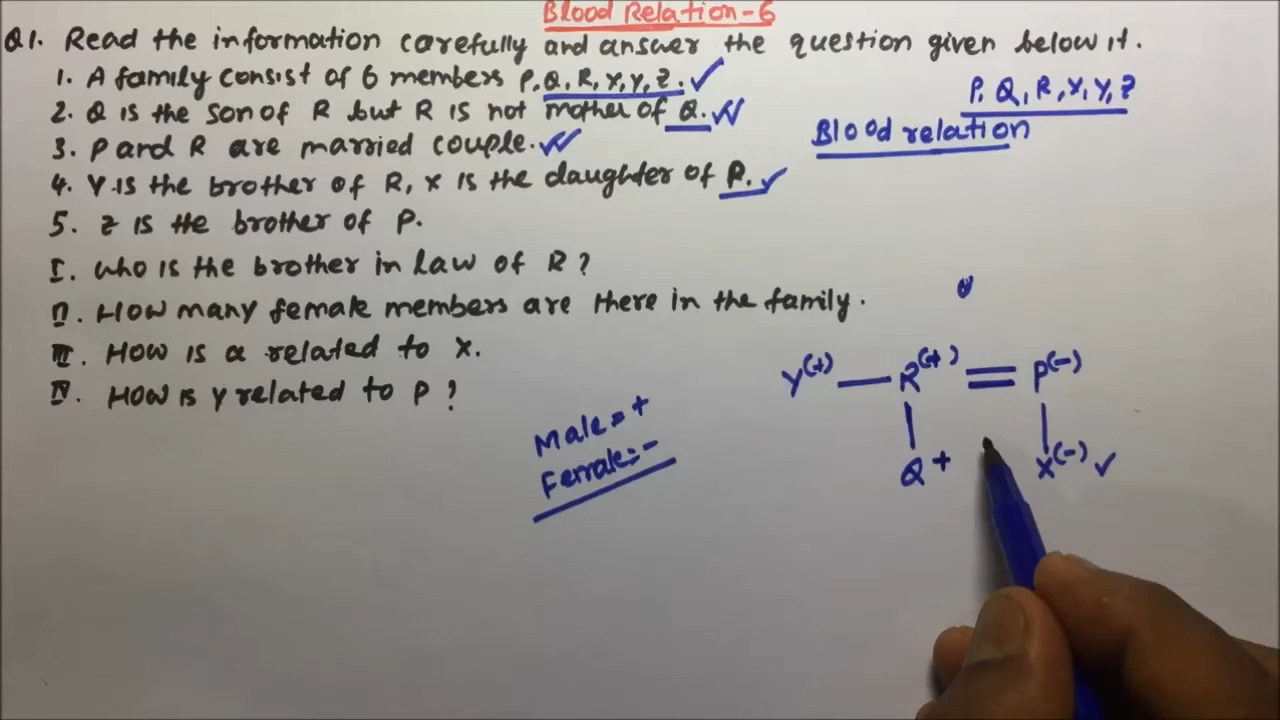 Blood Relation-6
Q1. Read the information carefully and answer the question given below it.
1. A family consist of 6 members P, Q, R, X, Y, Z.
2. Q is the son of R but R is not mother of Q.
3. P and R are married couple.
4. Y is the brother of R, X is the daughter of P.
5. Z is the brother of P.
I. who is the brother in law of R?
II. How many female members are there in the family.
III. How is Q related to X.
IV. How is Y related to P?
P, Q, R, X, Y, Z
Blood relation
Male = +
Female = -
Y(+) — R(+) = P(-)
Q + X(-)